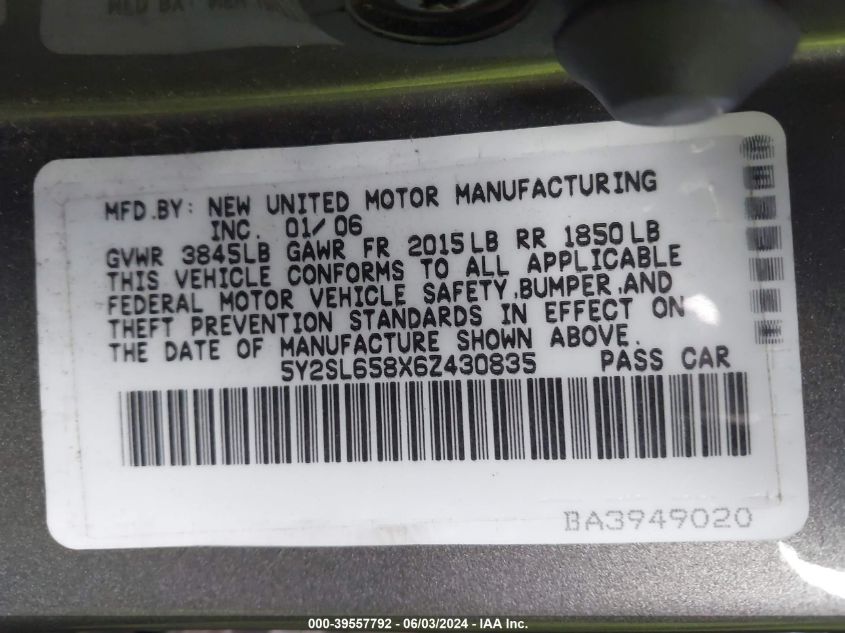 MFD.BY: NEW UNITED MOTOR MANUFACTURING
INC. 01/06
GVWR 3845LB GAWR FR 2015LB RR 1850LB
THIS VEHICLE CONFORMS TO ALL APPLICABLE
FEDERAL MOTOR VEHICLE SAFETY,BUMPER,AND
THEFT PREVENTION STANDARDS IN EFFECT ON
THE DATE OF MANUFACTURE SHOWN ABOVE.
5Y2SL658X6Z430835 PASS CAR
BA3949020
000-39557792 - 06/03/2024 - IAA Inc.